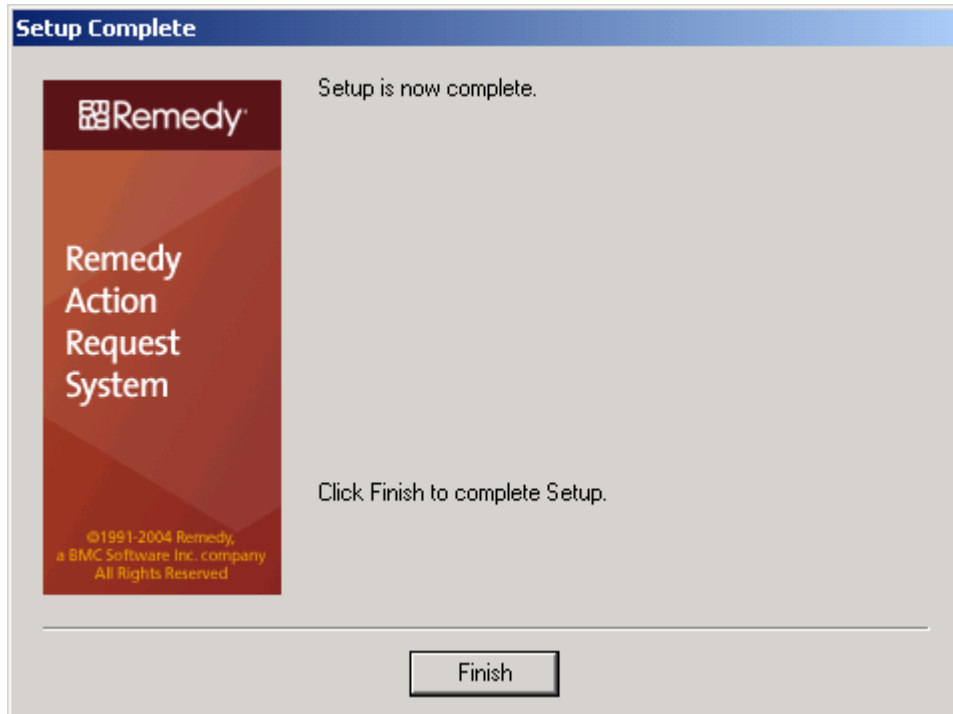 Setup Complete
Remedy
Setup is now complete.
Remedy
Action
Request
System
Click Finish to complete Setup.
©1991-2004 Remedy,
a BMC Software Inc. company
All Rights Reserved
Finish